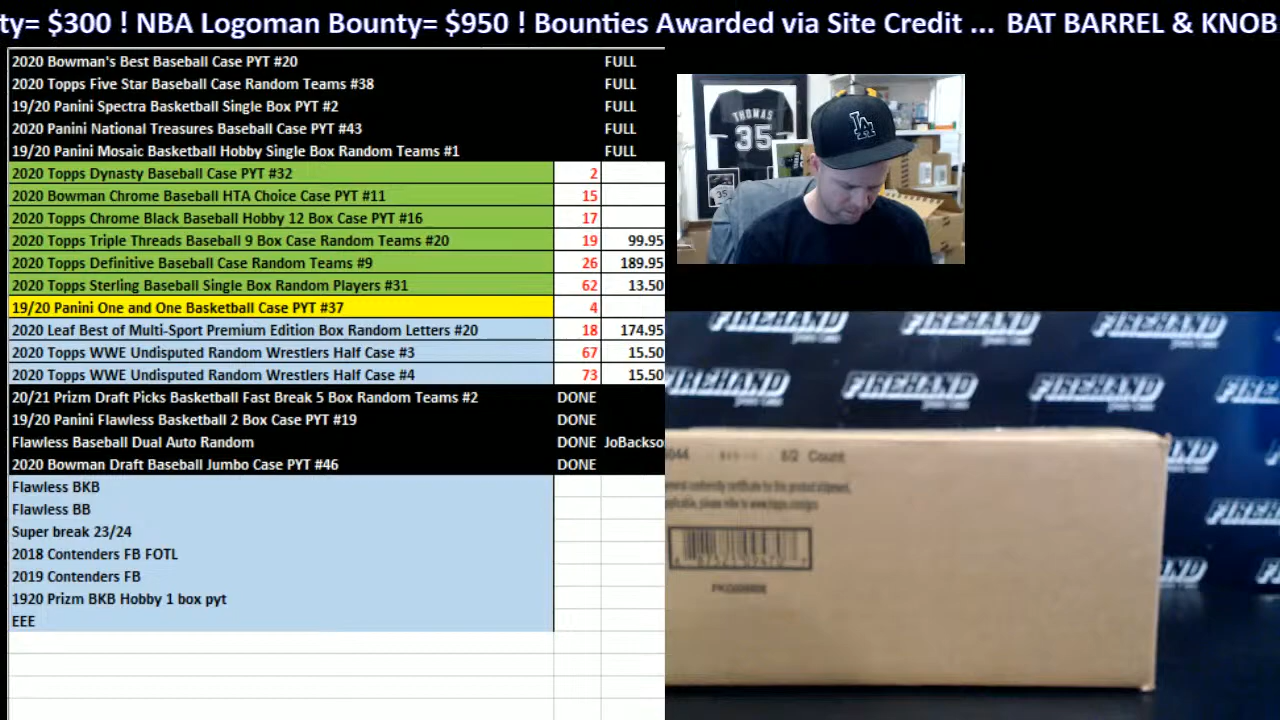 ty= $300 ! NBA Logoman Bounty= $950 ! Bounties Awarded via Site Credit ... BAT BARREL & KNOB
2020 Bowman's Best Baseball Case PYT #20 FULL
2020 Topps Five Star Baseball Case Random Teams #38 FULL
19/20 Panini Spectra Basketball Single Box PYT #2 FULL
2020 Panini National Treasures Baseball Case PYT #43 FULL
19/20 Panini Mosaic Basketball Hobby Single Box Random Teams #1 FULL
2020 Topps Dynasty Baseball Case PYT #32 2
2020 Bowman Chrome Baseball HTA Choice Case PYT #11 15
2020 Topps Chrome Black Baseball Hobby 12 Box Case PYT #16 17
2020 Topps Triple Threads Baseball 9 Box Case Random Teams #20 19 99.95
2020 Topps Definitive Baseball Case Random Teams #9 26 189.95
2020 Topps Sterling Baseball Single Box Random Players #31 62 13.50
19/20 Panini One and One Basketball Case PYT #37 4
2020 Leaf Best of Multi-Sport Premium Edition Box Random Letters #20 18 174.95
2020 Topps WWE Undisputed Random Wrestlers Half Case #3 67 15.50
2020 Topps WWE Undisputed Random Wrestlers Half Case #4 73 15.50
20/21 Prizm Draft Picks Basketball Fast Break 5 Box Random Teams #2 DONE
19/20 Panini Flawless Basketball 2 Box Case PYT #19 DONE
Flawless Baseball Dual Auto Random DONE JoBackso
2020 Bowman Draft Baseball Jumbo Case PYT #46 DONE
Flawless BKB
Flawless BB
Super break 23/24
2018 Contenders FB FOTL
2019 Contenders FB
1920 Prizm BKB Hobby 1 box pyt
EEE
THOMAS
35
35
LA
FIREHAND FIREHAND FIREHAND
FIREHAND FIREHAND FIREHAND
Count